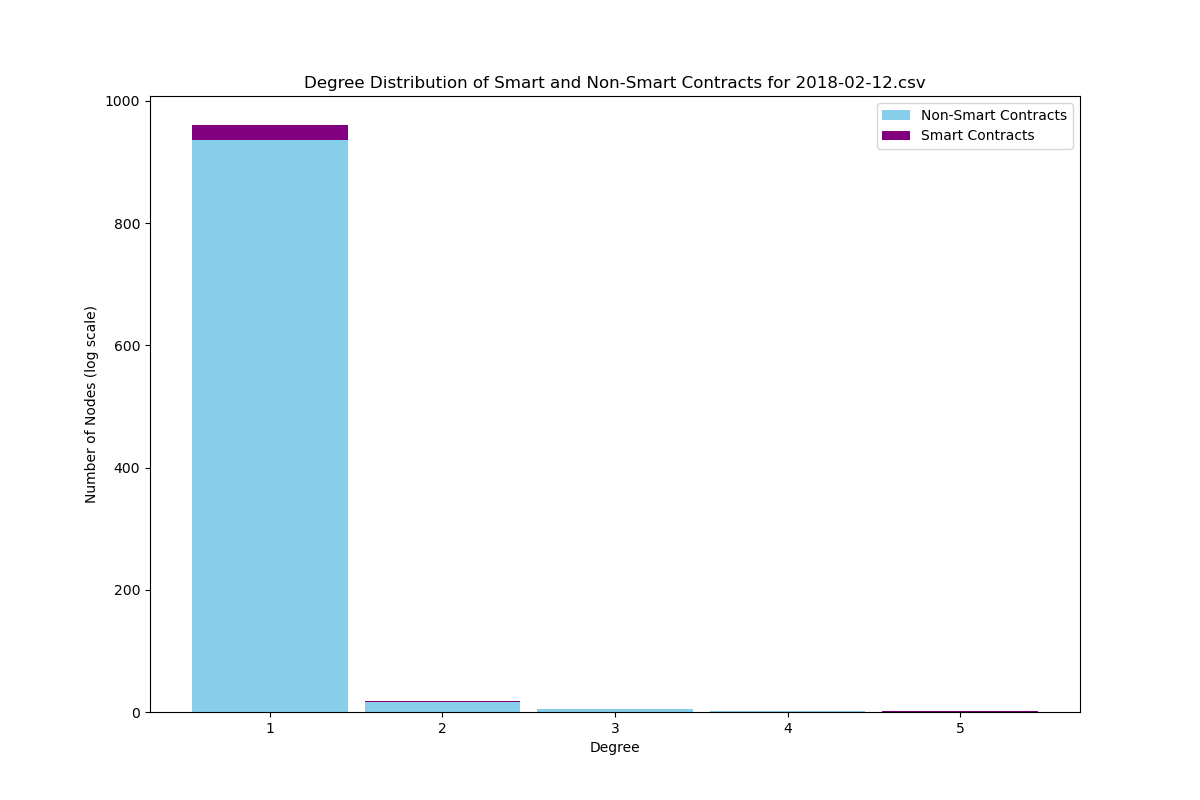 Degree Distribution of Smart and Non-Smart Contracts for 2018-02-12.csv
Non-Smart Contracts
Smart Contracts
Number of Nodes (log scale)
1000
800
600
400
200
0
1 2 3 4 5
Degree